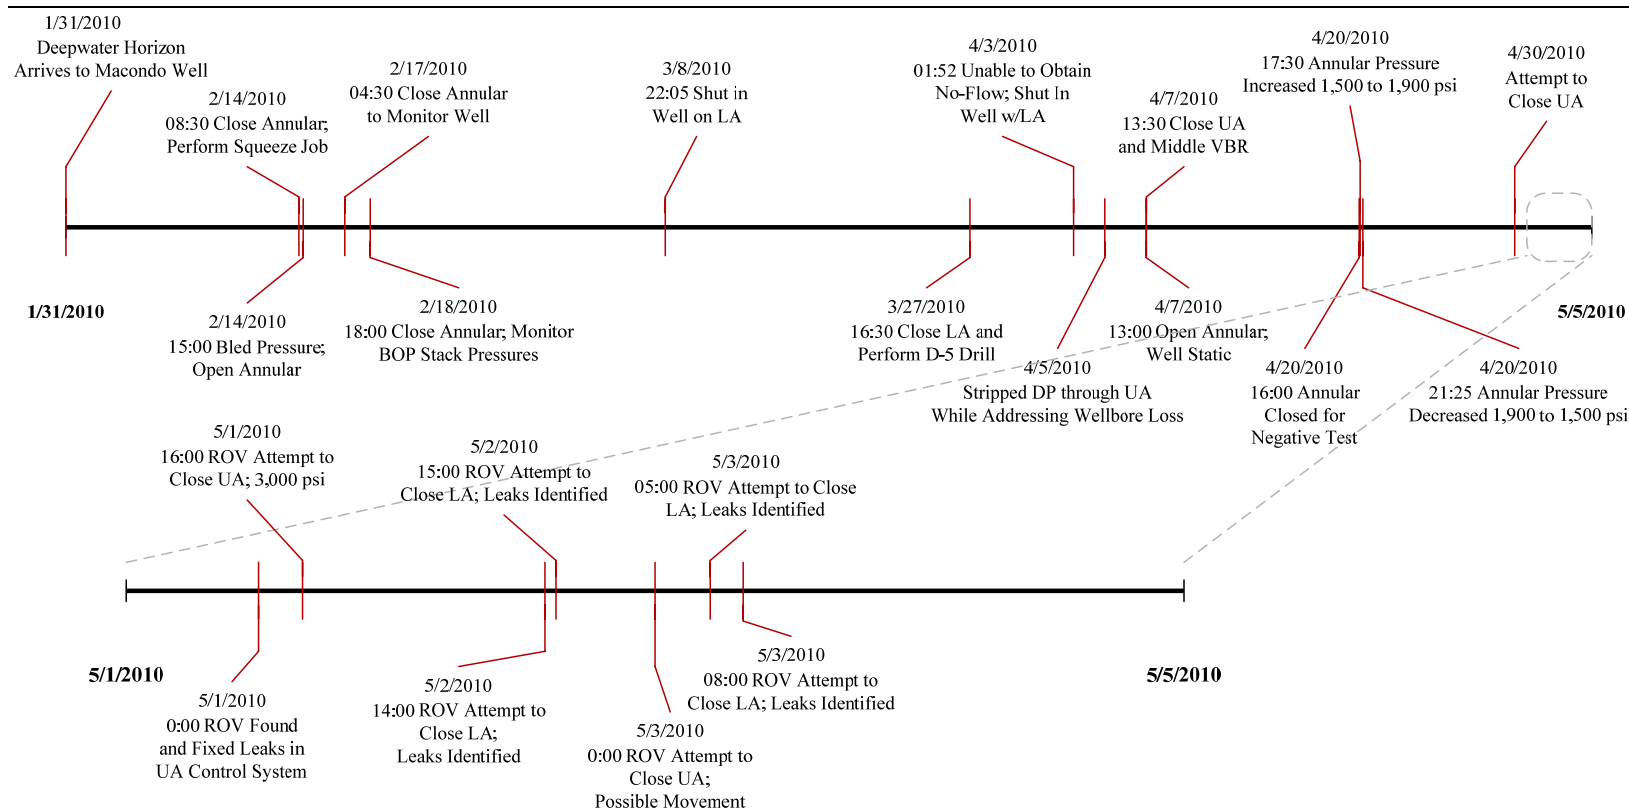 1/31/2010
Deepwater Horizon
Arrives to Macondo Well
2/14/2010
08:30 Close Annular;
Perform Squeeze Job
2/17/2010
04:30 Close Annular
to Monitor Well
3/8/2010
22:05 Shut in
Well on LA
4/3/2010
01:52 Unable to Obtain
No-Flow; Shut In
Well w/LA
4/7/2010
13:30 Close UA
and Middle VBR
4/20/2010
17:30 Annular Pressure
Increased 1,500 to 1,900 psi
4/30/2010
Attempt to
Close UA
1/31/2010
5/5/2010
2/14/2010
15:00 Bled Pressure;
Open Annular
2/18/2010
18:00 Close Annular; Monitor
BOP Stack Pressures
3/27/2010
16:30 Close LA and
Perform D-5 Drill
4/5/2010
Stripped DP through UA
While Addressing Wellbore Loss
4/7/2010
13:00 Open Annular;
Well Static
4/20/2010
16:00 Annular
Closed for
Negative Test
4/20/2010
21:25 Annular Pressure
Decreased 1,900 to 1,500 psi
5/1/2010
16:00 ROV Attempt to
Close UA; 3,000 psi
5/2/2010
15:00 ROV Attempt to
Close LA; Leaks Identified
5/3/2010
05:00 ROV Attempt to Close
LA; Leaks Identified
5/1/2010
5/5/2010
5/1/2010
0:00 ROV Found
and Fixed Leaks in
UA Control System
5/2/2010
14:00 ROV Attempt to
Close LA;
Leaks Identified
5/3/2010
0:00 ROV Attempt to
Close UA;
Possible Movement
5/3/2010
08:00 ROV Attempt to
Close LA; Leaks Identified